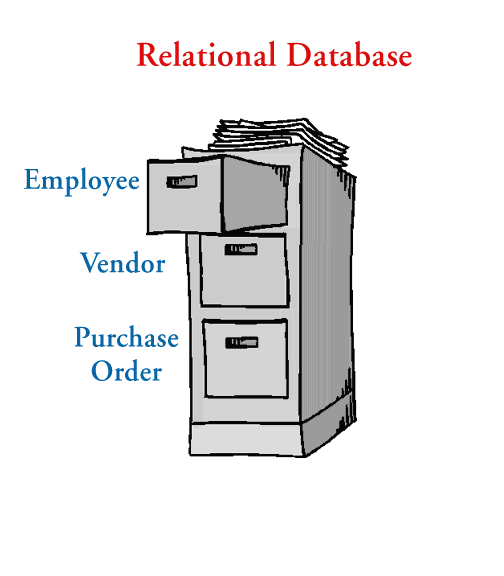 Relational Database
Employee
Vendor
Purchase
Order